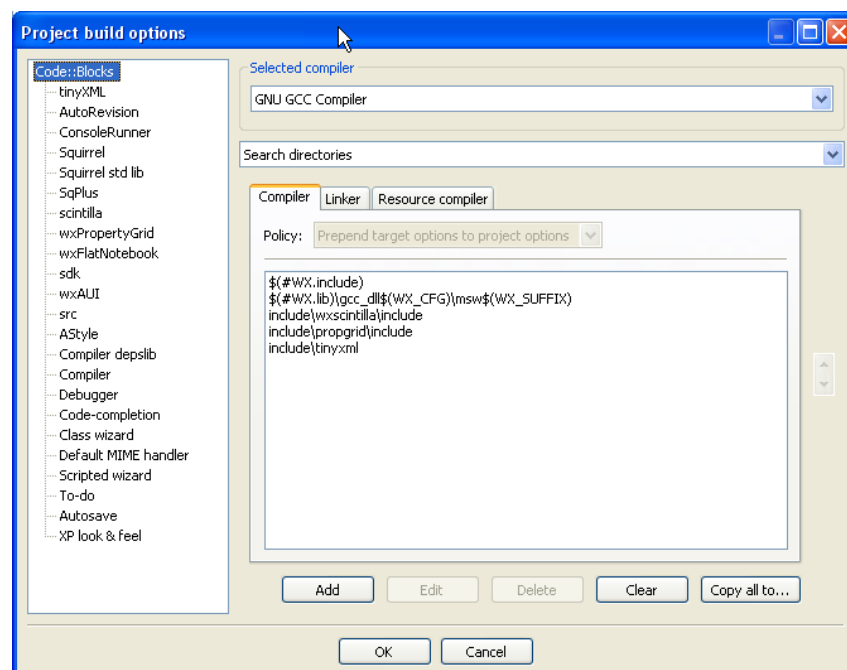 Project build options
Code::Blocks
tinyXML
AutoRevision
ConsoleRunner
Squirrel
Squirrel std lib
SqPlus
scintilla
wxPropertyGrid
wxFlatNotebook
sdk
wxAUI
src
AStyle
Compiler depslib
Compiler
Debugger
Code-completion
Class wizard
Default MIME handler
Scripted wizard
To-do
Autosave
XP look & feel
Selected compiler
GNU GCC Compiler
Search directories
Compiler Linker Resource compiler
Policy: Prepend target options to project options
$(#WX.include)
$(#WX.lib)\gcc_dll$(WX_CFG)\msw$(WX_SUFFIX)
include\wxscintilla\include
include\propgrid\include
include\tinyxml
Add Edit Delete Clear Copy all to...
OK Cancel